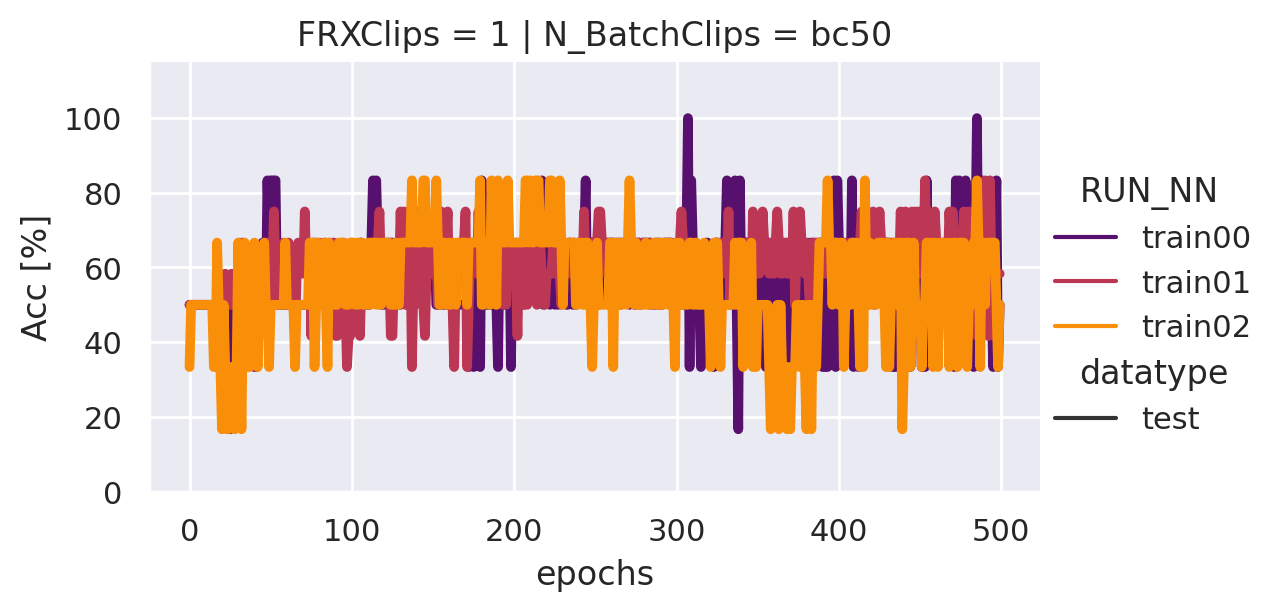 FRXClips = 1 | N_BatchClips = bc50
Acc [%]
100
80
60
40
20
0
0 100 200 300 400 500
epochs
RUN_NN
train00
train01
train02
datatype
test